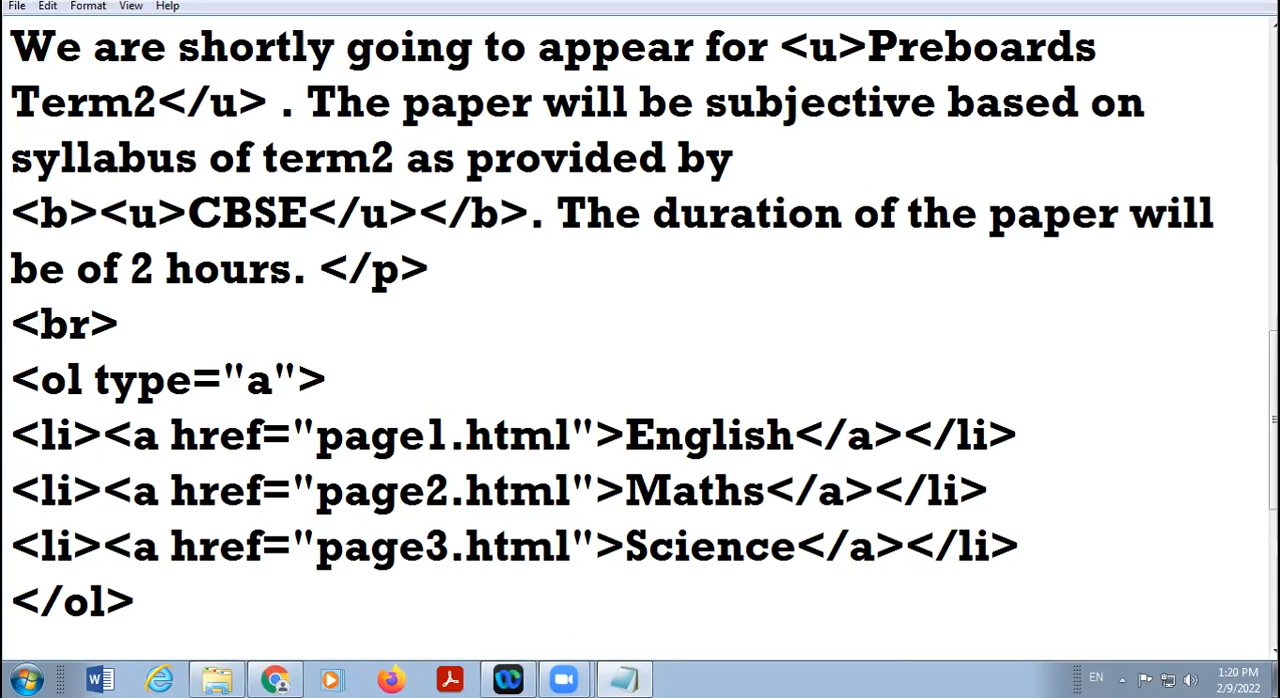 File Edit Format View Help
We are shortly going to appear for <u>Preboards
Term2</u> . The paper will be subjective based on
syllabus of term2 as provided by
<b><u>CBSE</u></b>. The duration of the paper will
be of 2 hours. </p>
<br>
<ol type="a">
<li><a href="page1.html">English</a></li>
<li><a href="page2.html">Maths</a></li>
<li><a href="page3.html">Science</a></li>
</ol>
W
EN
1:20 PM
2/9/2022